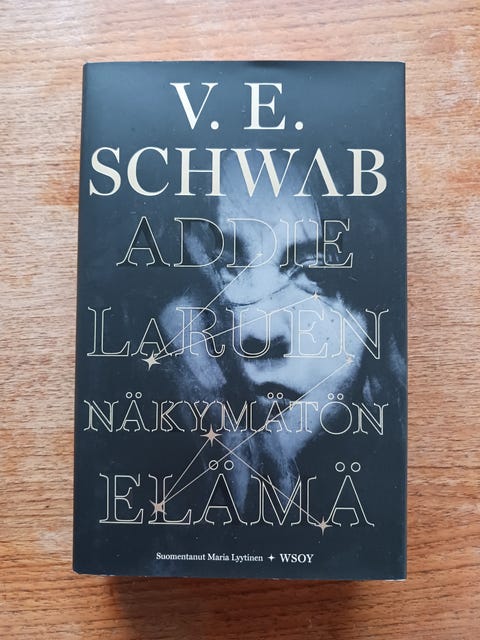 V. E.
SCHWAB
ADDIE
LARUEN
NÄKYMÄTÖN
ELÄMÄ
Suomentanut Maria Lyytinen ✦ WSOY